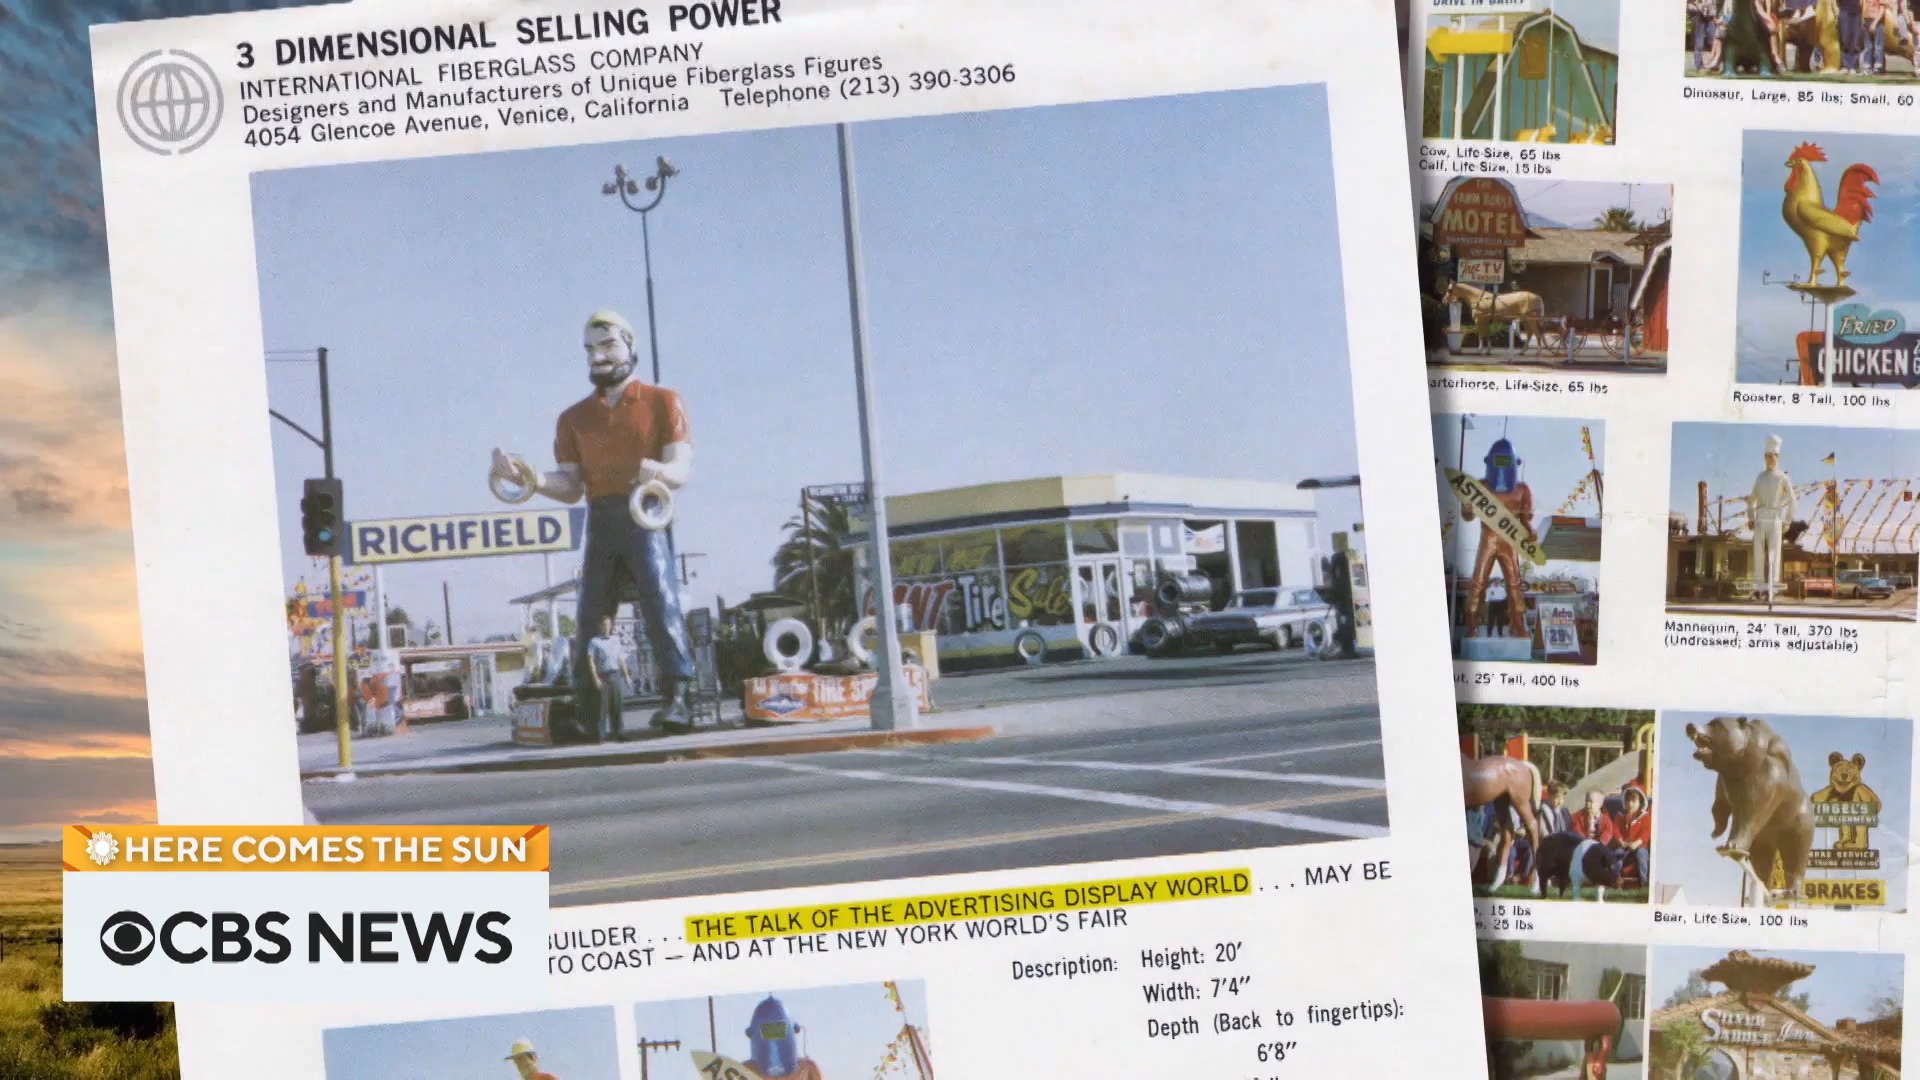 3 DIMENSIONAL SELLING POWER
INTERNATIONAL FIBERGLASS COMPANY
Designers and Manufacturers of Unique Fiberglass Figures
4054 Glencoe Avenue, Venice, California Telephone (213) 390-3306
RICHFIELD
Tire Sale
THE TALK OF THE ADVERTISING DISPLAY WORLD . . . MAY BE
TO COAST – AND AT THE NEW YORK WORLD'S FAIR
Description: Height: 20'
Width: 7'4"
Depth (Back to fingertips):
6'8"
HERE COMES THE SUN
CBS NEWS
Dinosaur, Large, 85 lbs; Small, 60
Cow, Life-Size, 65 lbs
Calf, Life-Size, 15 lbs
MOTEL
TV
Life-Size, 65 lbs
FRIED
CHICKEN
Rooster, 8' Tall, 100 lbs
ASTRO OIL CO.
25' Tall, 400 lbs
Mannequin, 24' Tall, 370 lbs
(Undressed; arms adjustable)
15 lbs
25 lbs
BRAKES
Bear, Life-Size, 100 lbs
SILVER
SADDLE Inn